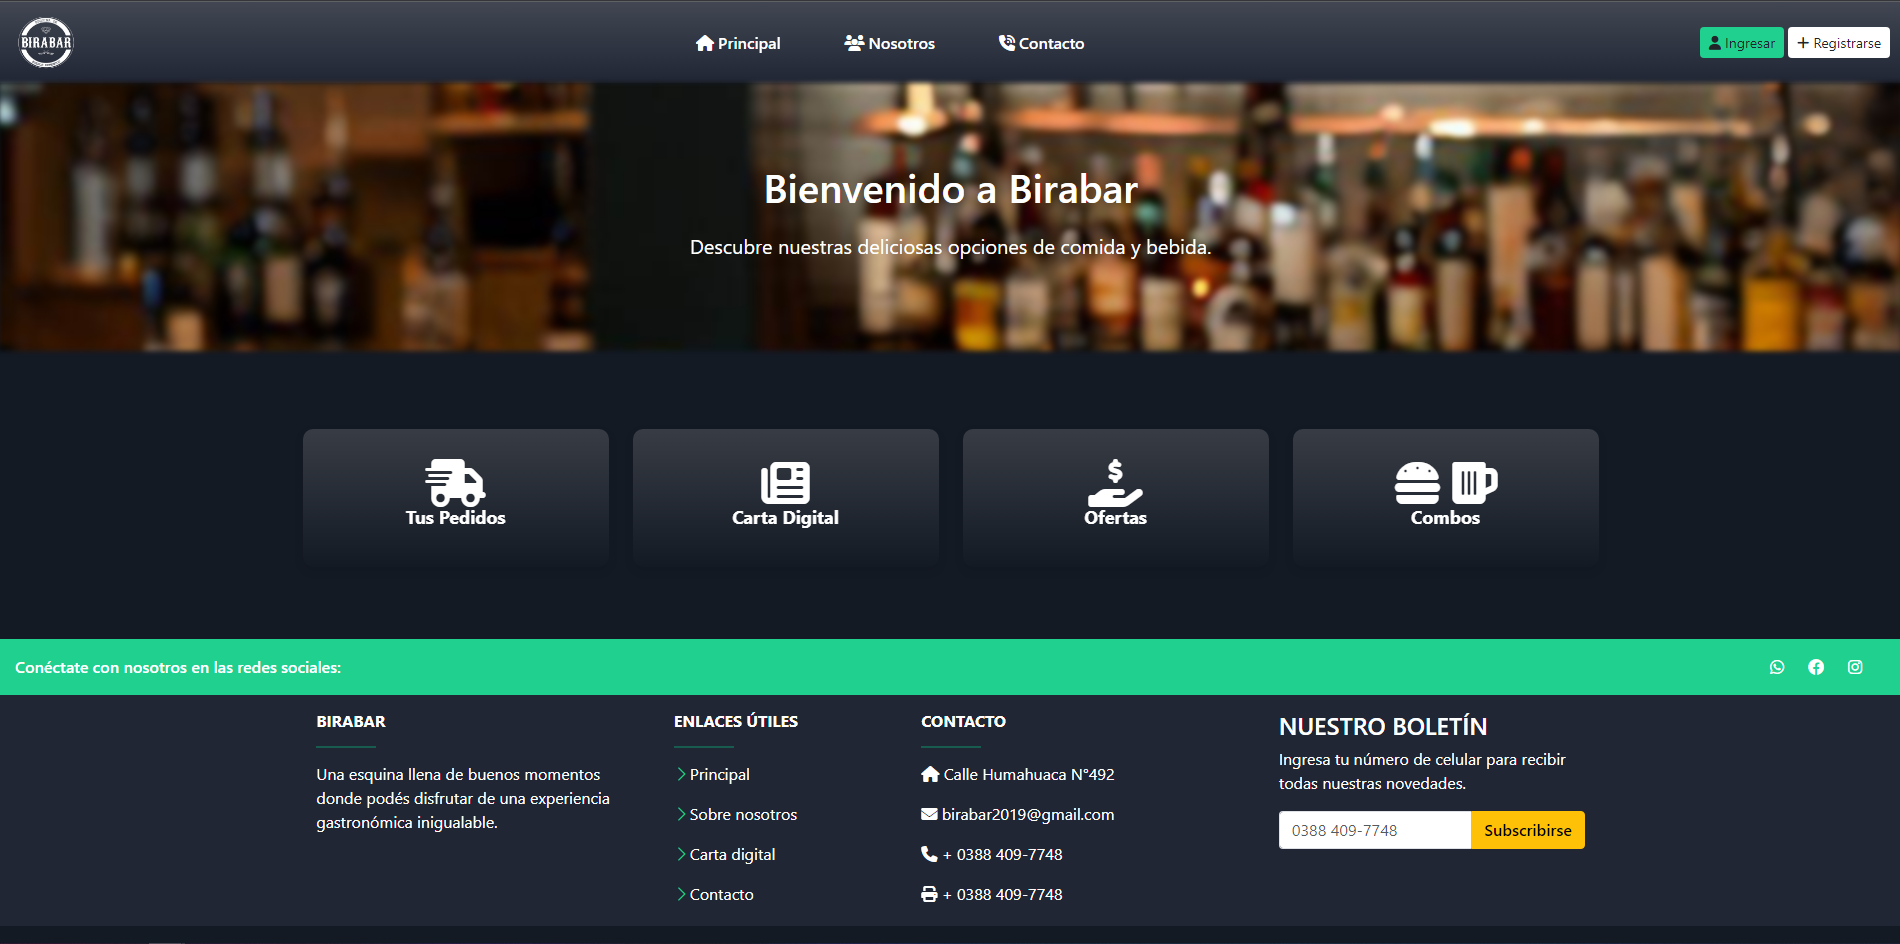 BIRABAR
Principal
Nosotros
Contacto
Ingresar
+ Registrarse
Bienvenido a Birabar
Descubre nuestras deliciosas opciones de comida y bebida.
Tus Pedidos
Carta Digital
Ofertas
Combos
Conéctate con nosotros en las redes sociales:
BIRABAR
Una esquina llena de buenos momentos
donde podés disfrutar de una experiencia
gastronómica inigualable.
ENLACES ÚTILES
Principal
Sobre nosotros
Carta digital
Contacto
CONTACTO
Calle Humahuaca N°492
birabar2019@gmail.com
+ 0388 409-7748
+ 0388 409-7748
NUESTRO BOLETÍN
Ingresa tu número de celular para recibir
todas nuestras novedades.
0388 409-7748
Subscribirse